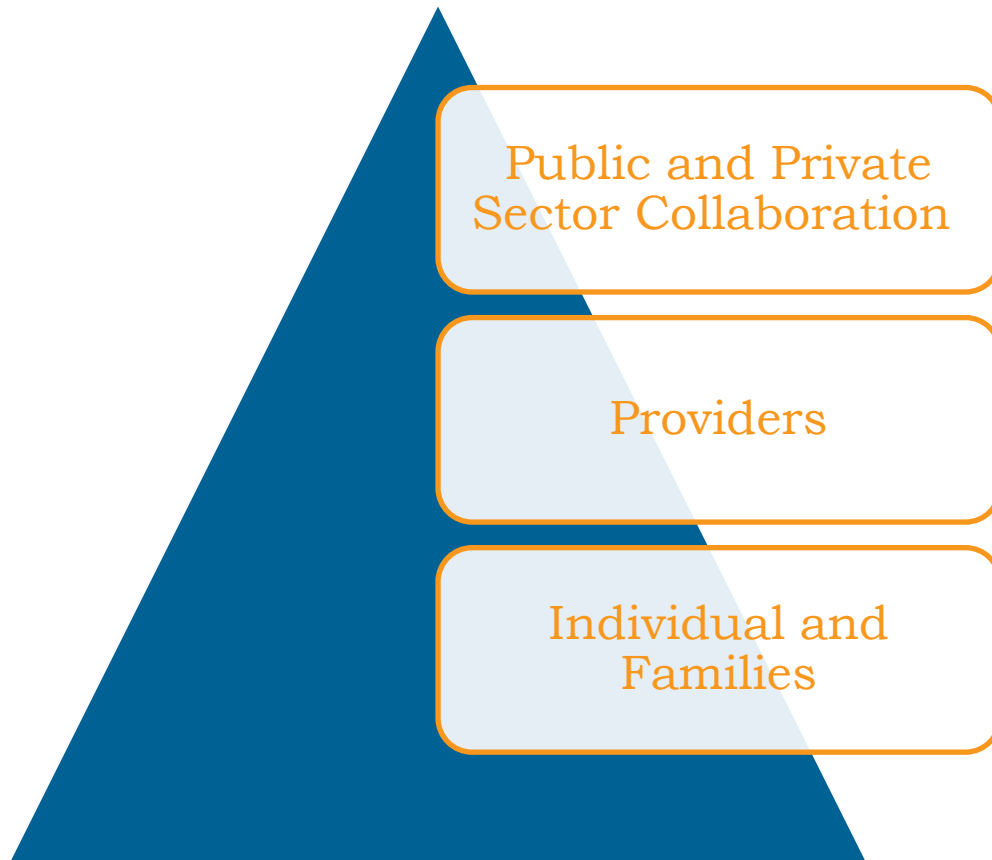 Public and Private
Sector Collaboration
Providers
Individual and
Families